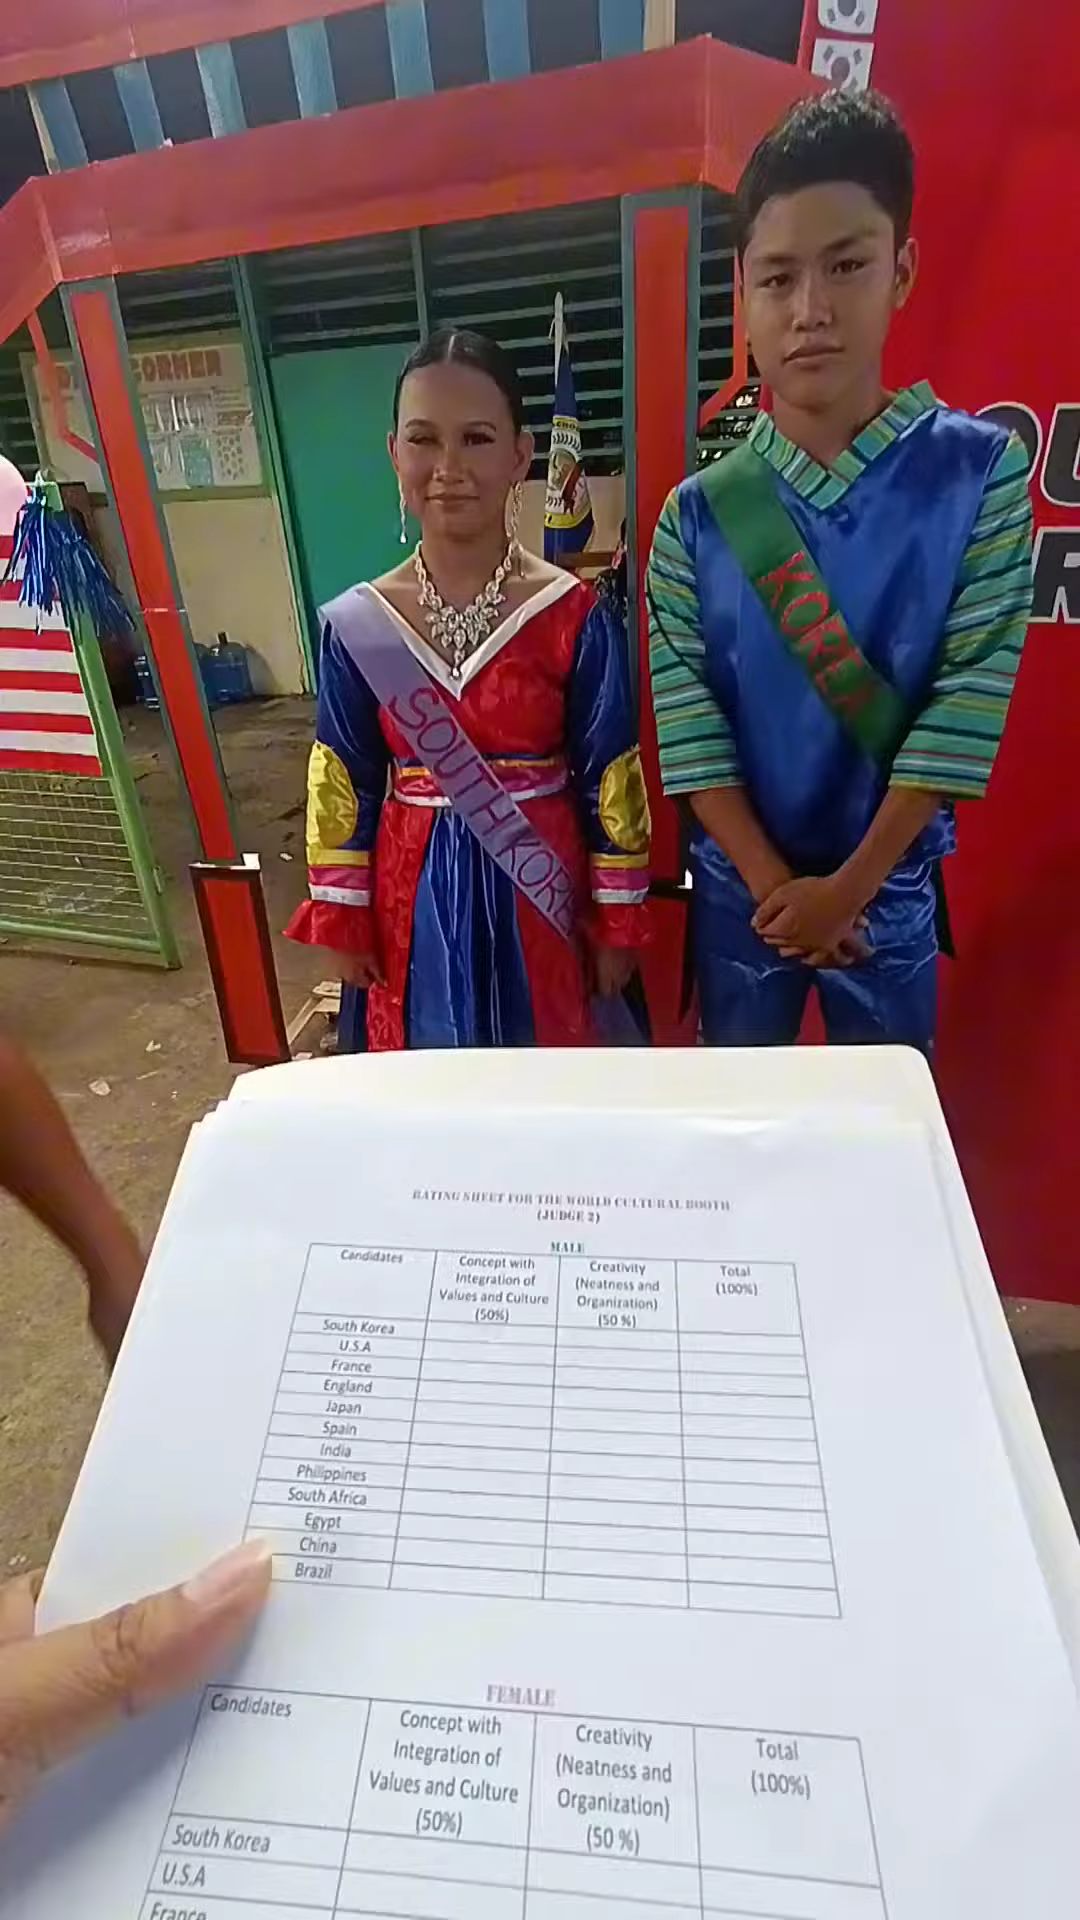 CORNER
SOUTH KORE
KOREA
RATING SHEET FOR THE WORLD CULTURAL BOOTH
(JUDGE 2)
MALE
Candidates
Concept with
Integration of
Values and Culture
(50%)
Creativity
(Neatness and
Organization)
(50 %)
Total
(100%)
South Korea
U.S.A
France
England
Japan
Spain
India
Philippines
South Africa
Egypt
China
Brazil
FEMALE
Candidates
Concept with
Integration of
Values and Culture
(50%)
Creativity
(Neatness and
Organization)
(50 %)
Total
(100%)
South Korea
U.S.A
France